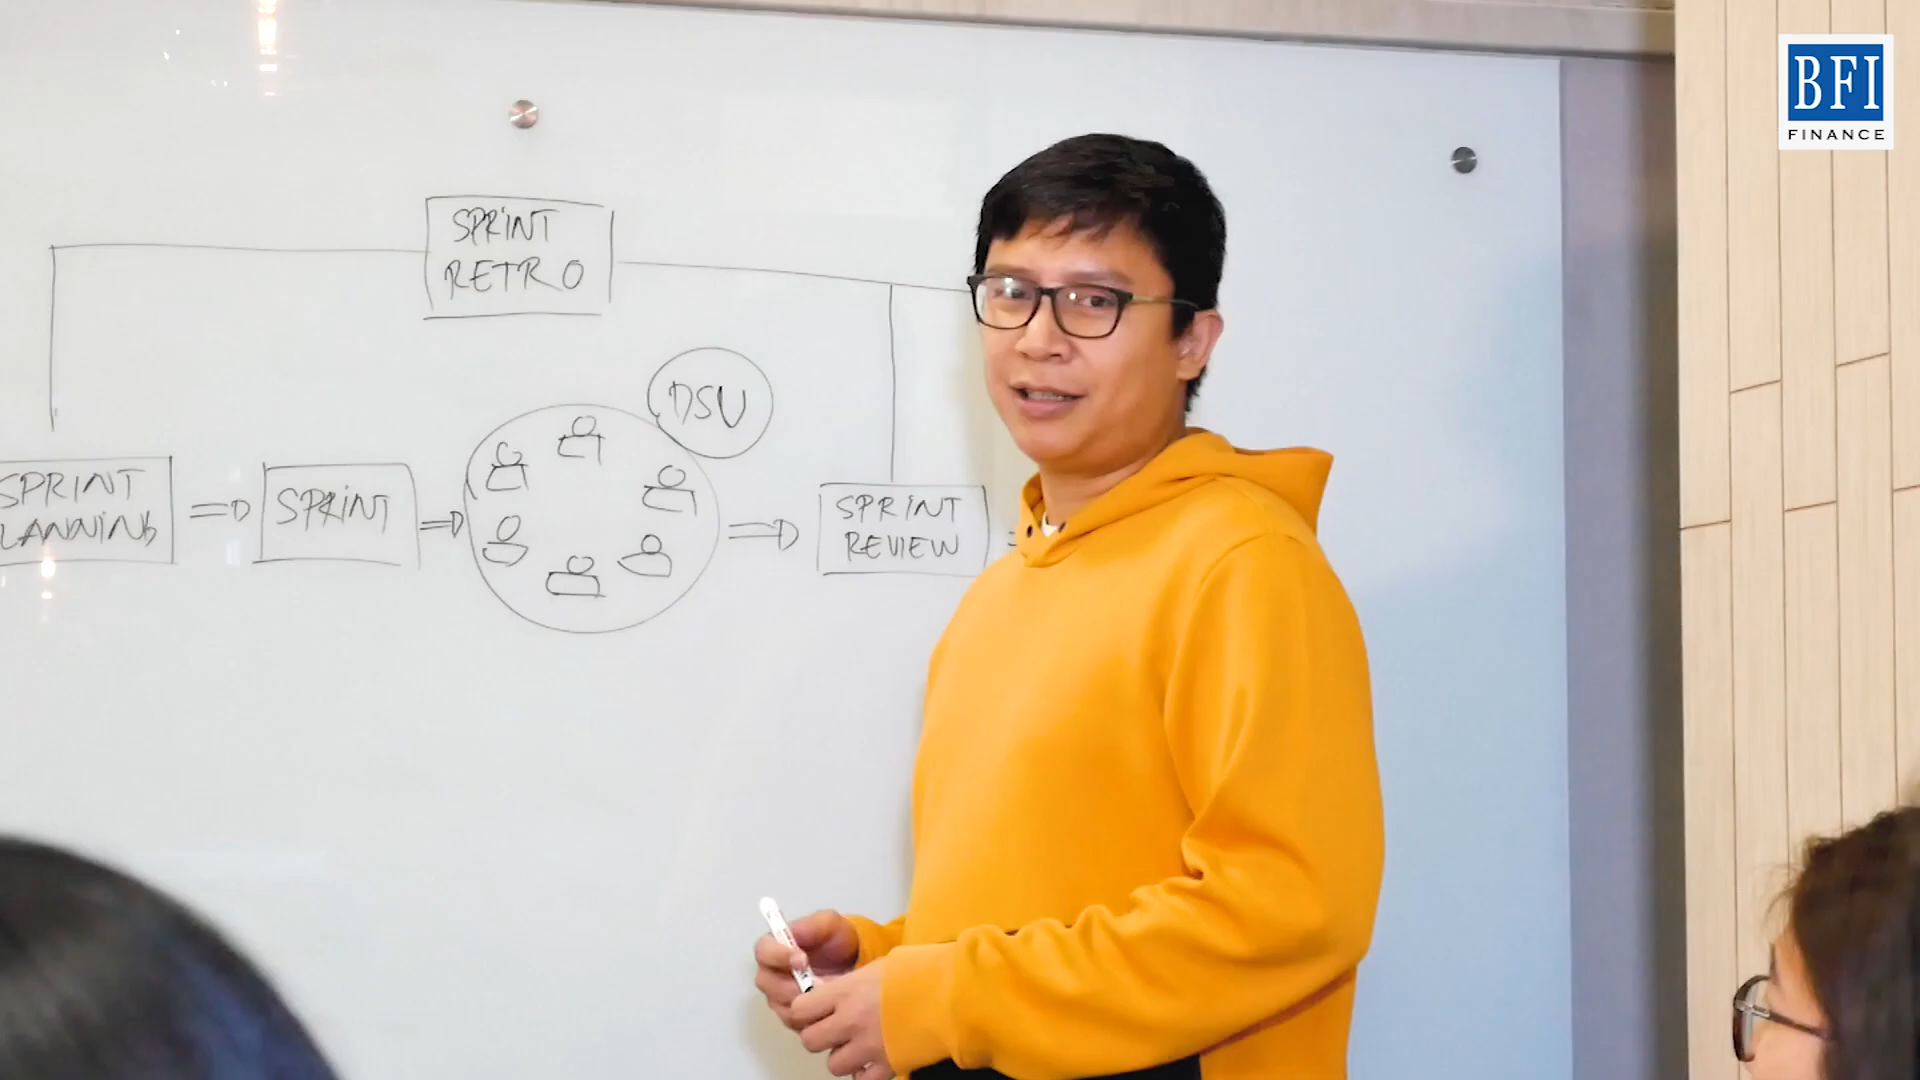 BFI
FINANCE
SPRINT
RETRO
DSU
SPRINT
LANNING
SPRINT
SPRINT
REVIEW